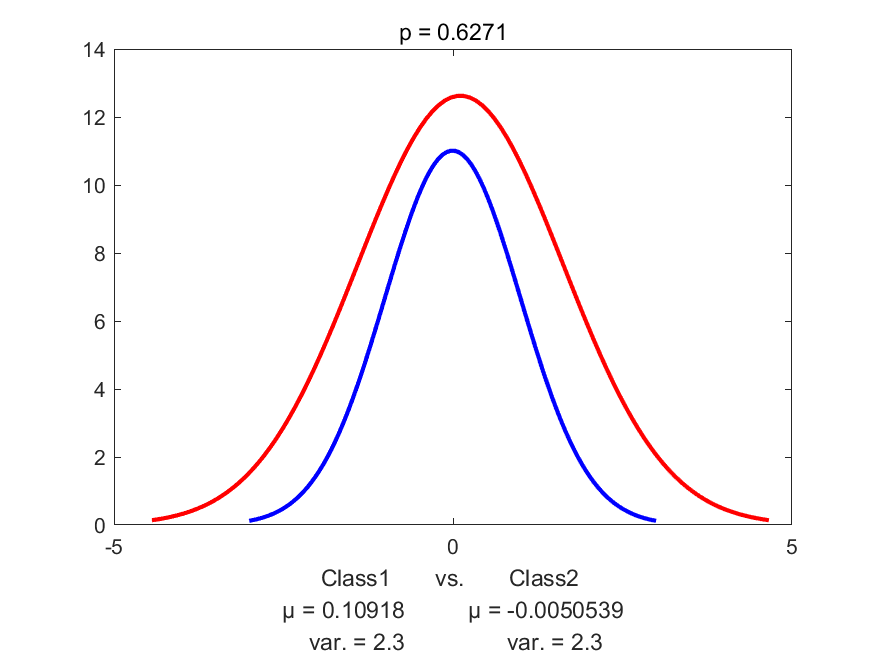 p = 0.6271
14
12
10
8
6
4
2
0
-5 0 5
Class1 vs. Class2
μ = 0.10918 μ = -0.0050539
var. = 2.3 var. = 2.3